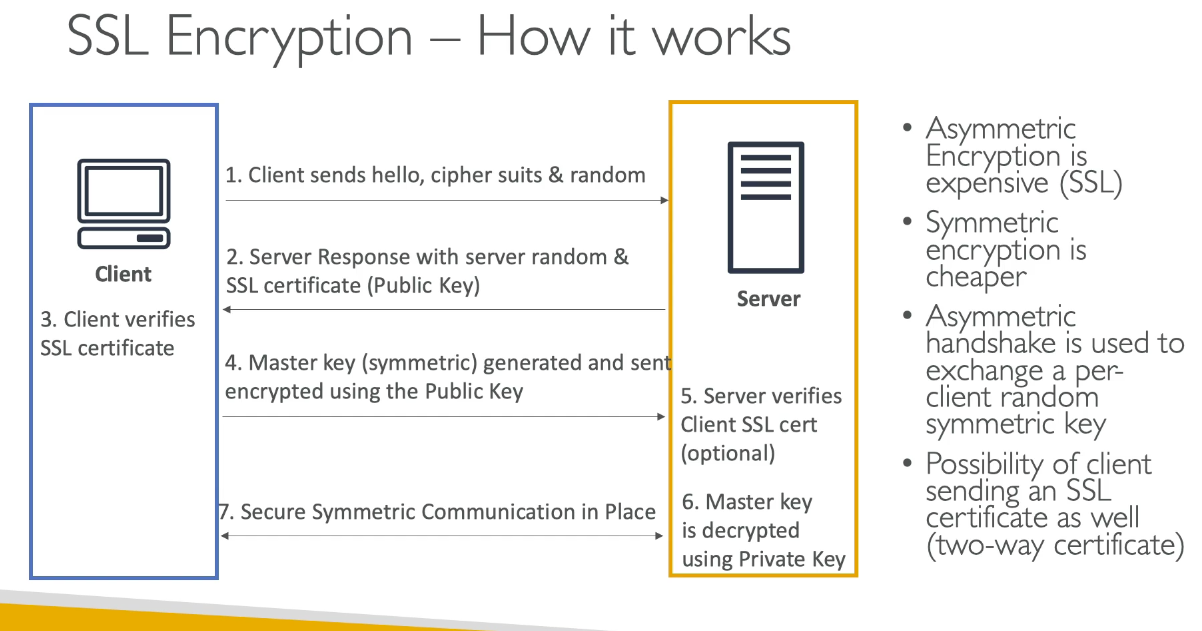 SSL Encryption – How it works
Client
3. Client verifies
SSL certificate
1. Client sends hello, cipher suits & random
2. Server Response with server random &
SSL certificate (Public Key)
4. Master key (symmetric) generated and sent
encrypted using the Public Key
7. Secure Symmetric Communication in Place
Server
5. Server verifies
Client SSL cert
(optional)
6. Master key
is decrypted
using Private Key
• Asymmetric
Encryption is
expensive (SSL)
• Symmetric
encryption is
cheaper
• Asymmetric
handshake is used to
exchange a per-
client random
symmetric key
• Possibility of client
sending an SSL
certificate as well
(two-way certificate)